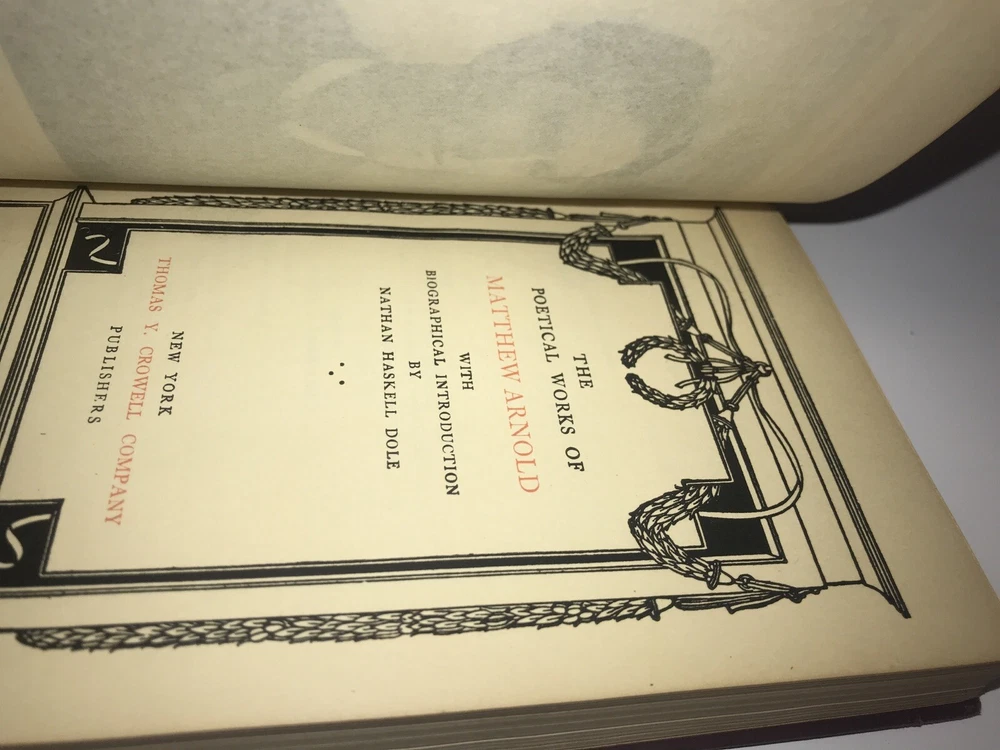 THE
POETICAL WORKS OF
MATTHEW ARNOLD
WITH
BIOGRAPHICAL INTRODUCTION
BY
NATHAN HASKELL DOLE
NEW YORK
THOMAS Y. CROWELL COMPANY
PUBLISHERS